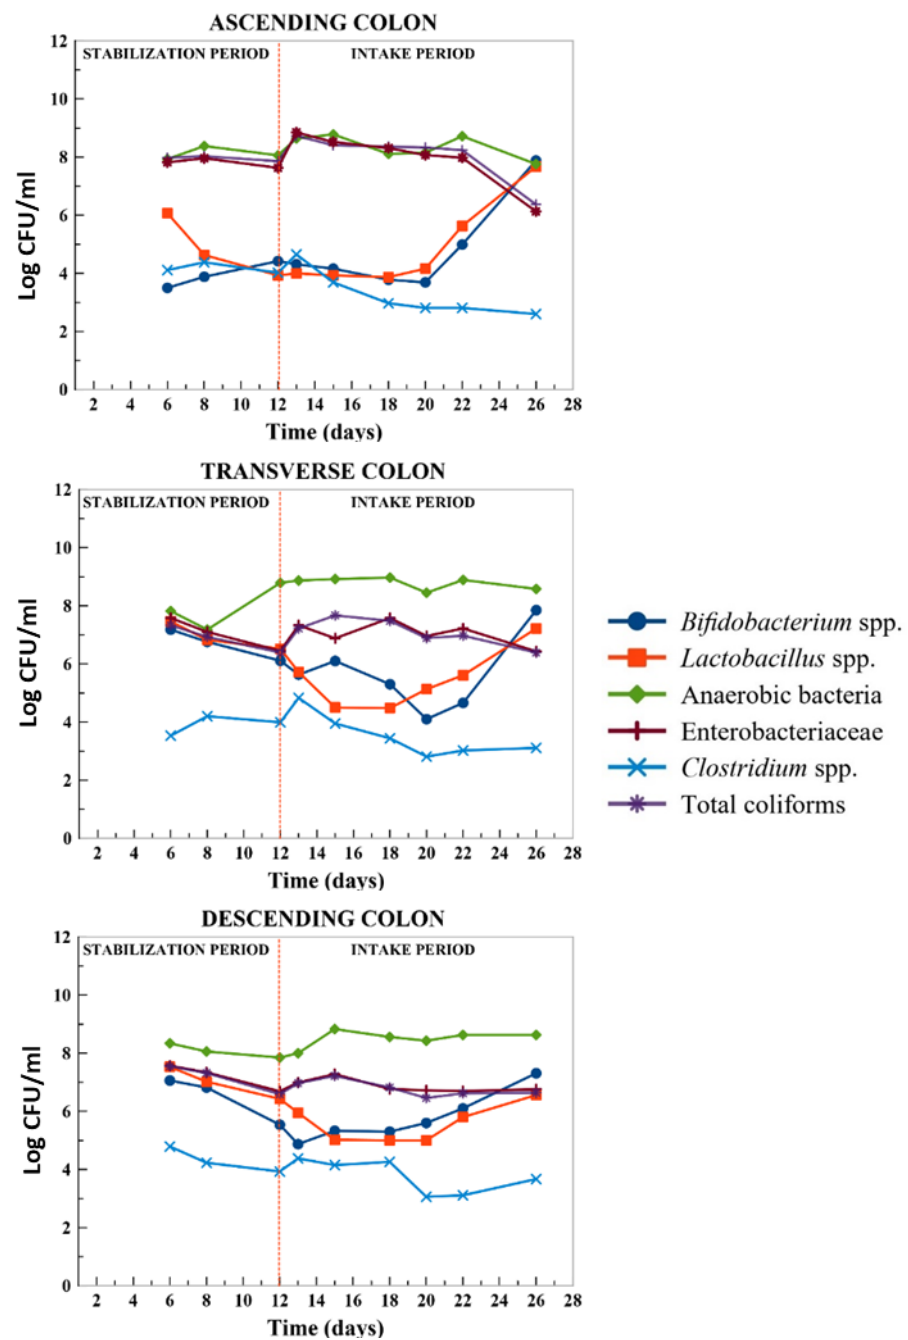 ASCENDING COLON
12
STABILIZATION PERIOD INTAKE PERIOD
10
8
6
4
2
0
Log CFU/ml
2 4 6 8 10 12 14 16 18 20 22 24 26 28
Time (days)
TRANSVERSE COLON
12
STABILIZATION PERIOD INTAKE PERIOD
10
8
6
4
2
0
Log CFU/ml
2 4 6 8 10 12 14 16 18 20 22 24 26 28
Time (days)
Bifidobacterium spp.
Lactobacillus spp.
Anaerobic bacteria
Enterobacteriaceae
Clostridium spp.
Total coliforms
DESCENDING COLON
12
STABILIZATION PERIOD INTAKE PERIOD
10
8
6
4
2
0
Log CFU/ml
2 4 6 8 10 12 14 16 18 20 22 24 26 28
Time (days)